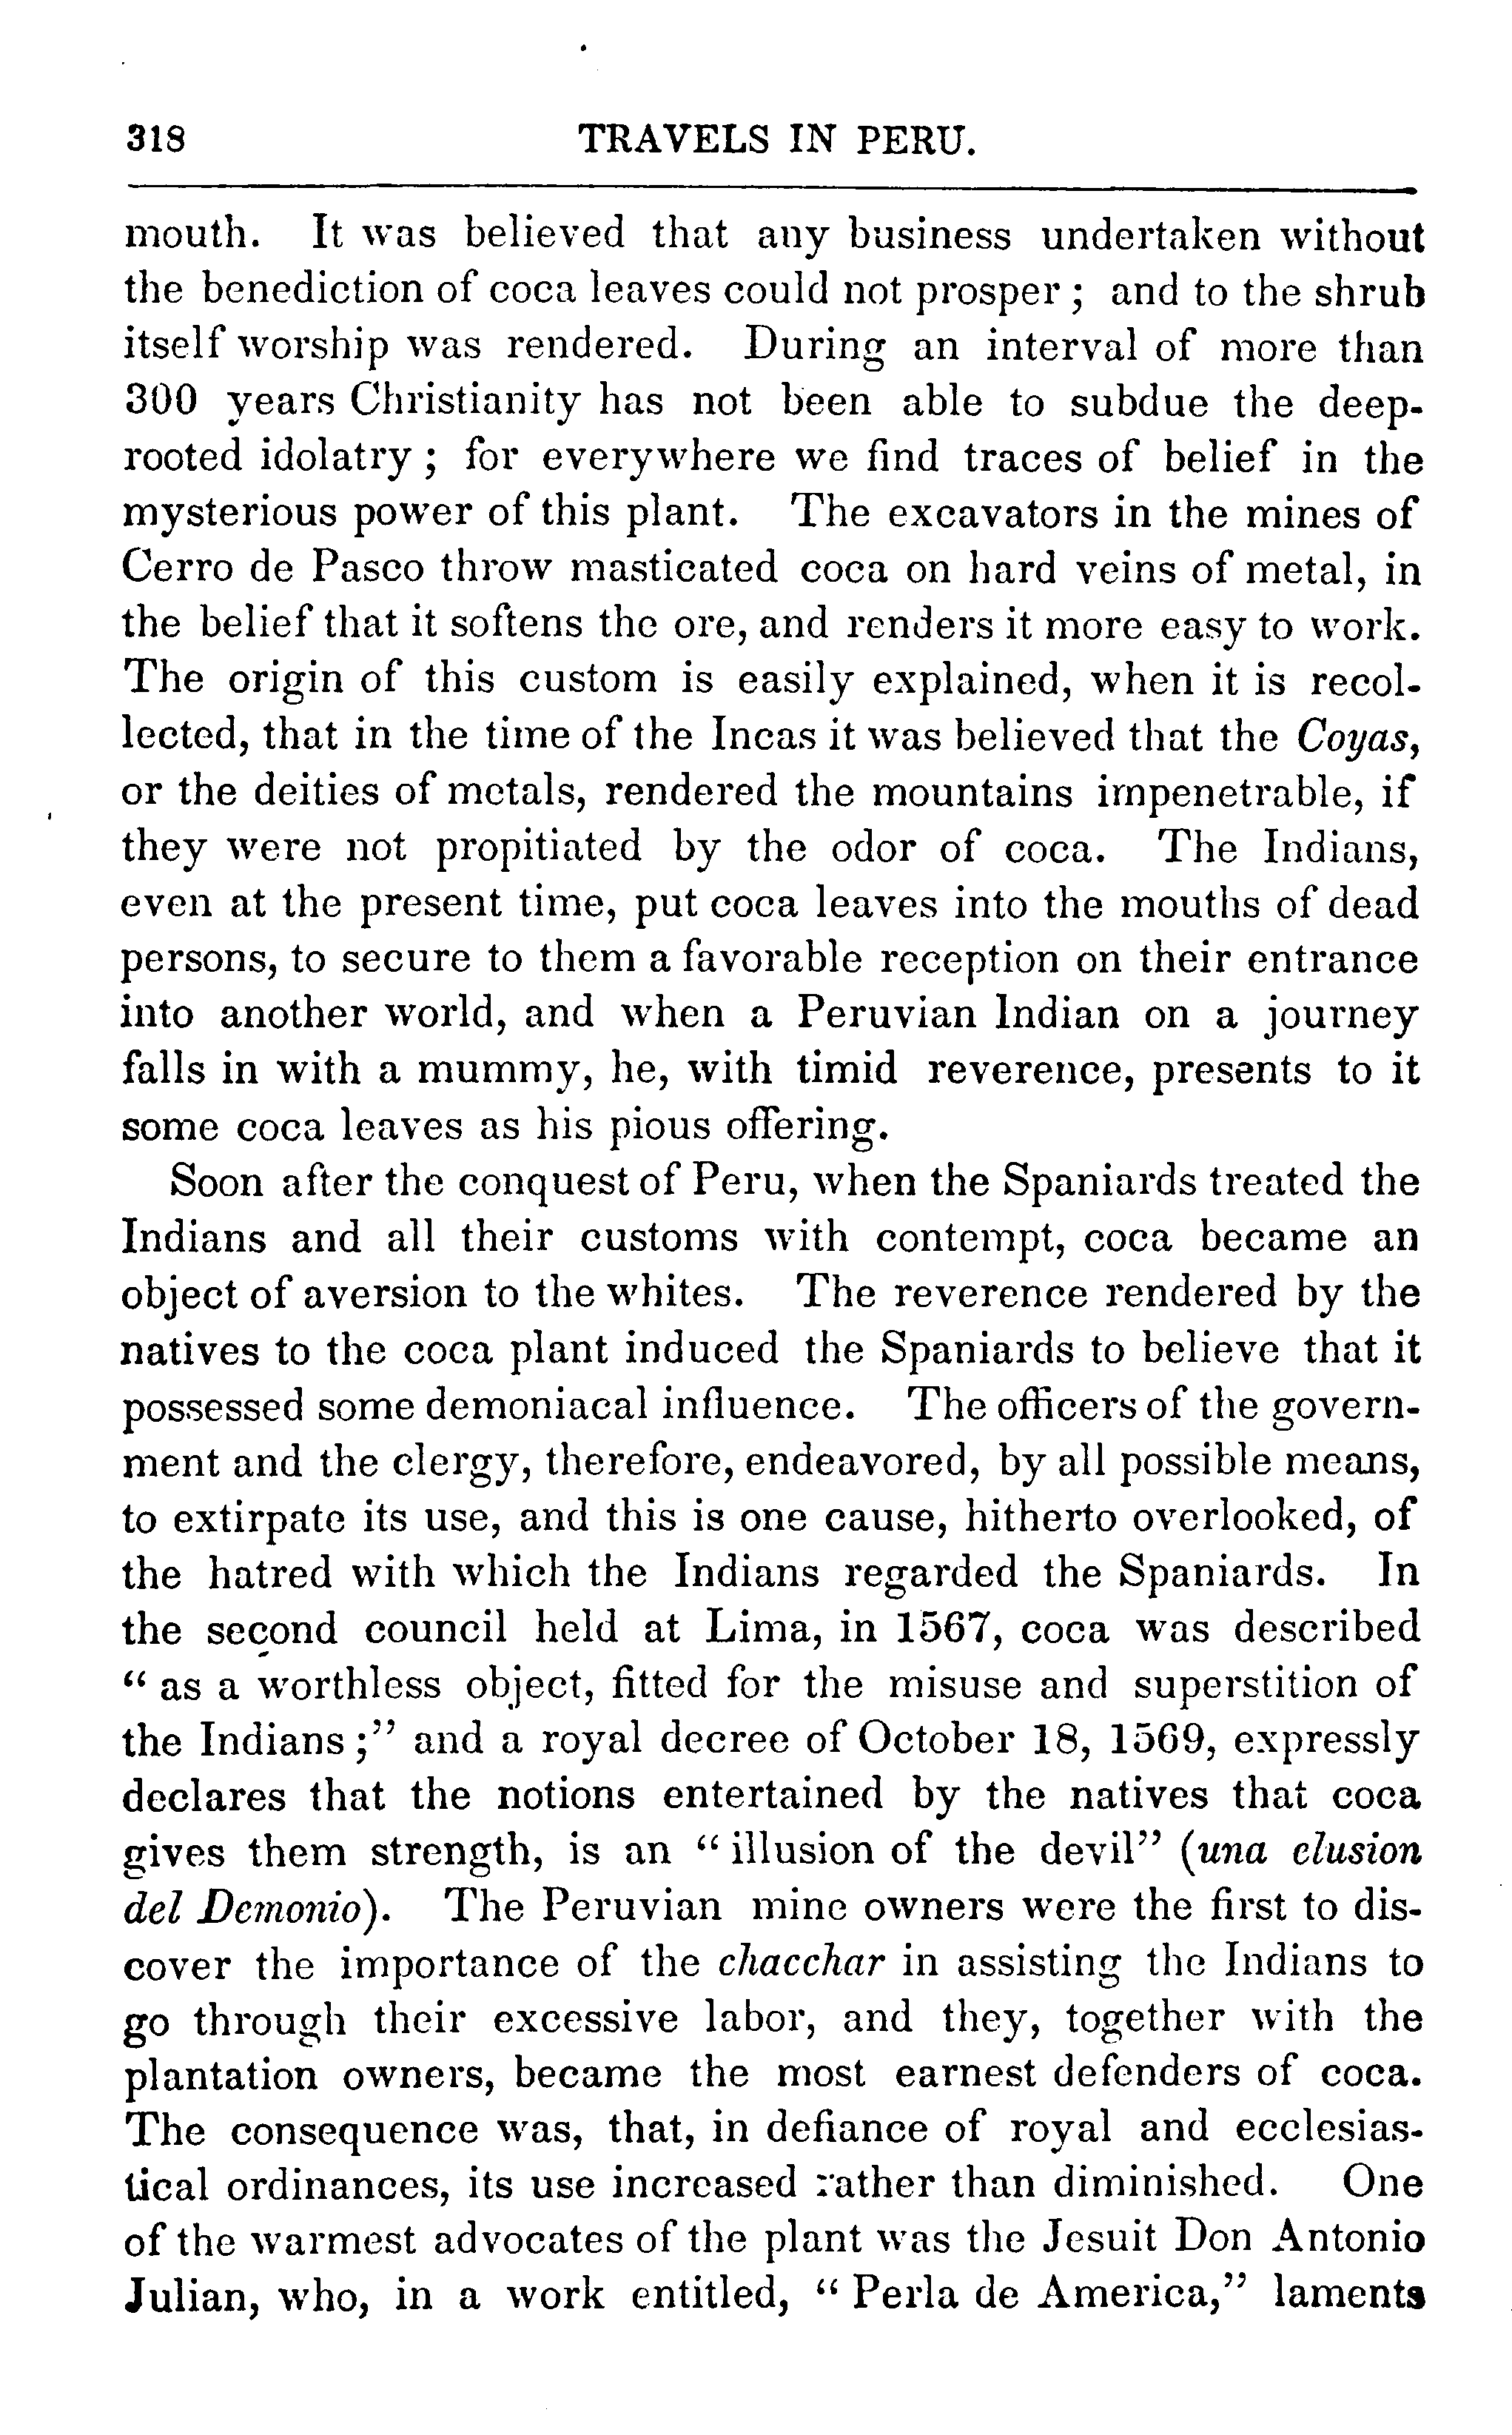 318 TRAVELS IN PERU.
mouth. It was believed that any business undertaken without
the benediction of coca leaves could not prosper ; and to the shrub
itself worship was rendered. During an interval of more than
300 years Christianity has not been able to subdue the deep-
rooted idolatry ; for everywhere we find traces of belief in the
mysterious power of this plant. The excavators in the mines of
Cerro de Pasco throw masticated coca on hard veins of metal, in
the belief that it softens the ore, and renders it more easy to work.
The origin of this custom is easily explained, when it is recol-
lected, that in the time of the Incas it was believed that the Coyas,
or the deities of metals, rendered the mountains impenetrable, if
they were not propitiated by the odor of coca. The Indians,
even at the present time, put coca leaves into the mouths of dead
persons, to secure to them a favorable reception on their entrance
into another world, and when a Peruvian Indian on a journey
falls in with a mummy, he, with timid reverence, presents to it
some coca leaves as his pious offering.
Soon after the conquest of Peru, when the Spaniards treated the
Indians and all their customs with contempt, coca became an
object of aversion to the whites. The reverence rendered by the
natives to the coca plant induced the Spaniards to believe that it
possessed some demoniacal influence. The officers of the govern-
ment and the clergy, therefore, endeavored, by all possible means,
to extirpate its use, and this is one cause, hitherto overlooked, of
the hatred with which the Indians regarded the Spaniards. In
the second council held at Lima, in 1567, coca was described
“ as a worthless object, fitted for the misuse and superstition of
the Indians ;” and a royal decree of October 18, 1569, expressly
declares that the notions entertained by the natives that coca
gives them strength, is an “ illusion of the devil” (una elusion
del Demonio). The Peruvian mine owners were the first to dis-
cover the importance of the chacchar in assisting the Indians to
go through their excessive labor, and they, together with the
plantation owners, became the most earnest defenders of coca.
The consequence was, that, in defiance of royal and ecclesias-
tical ordinances, its use increased rather than diminished. One
of the warmest advocates of the plant was the Jesuit Don Antonio
Julian, who, in a work entitled, “ Perla de America,” laments